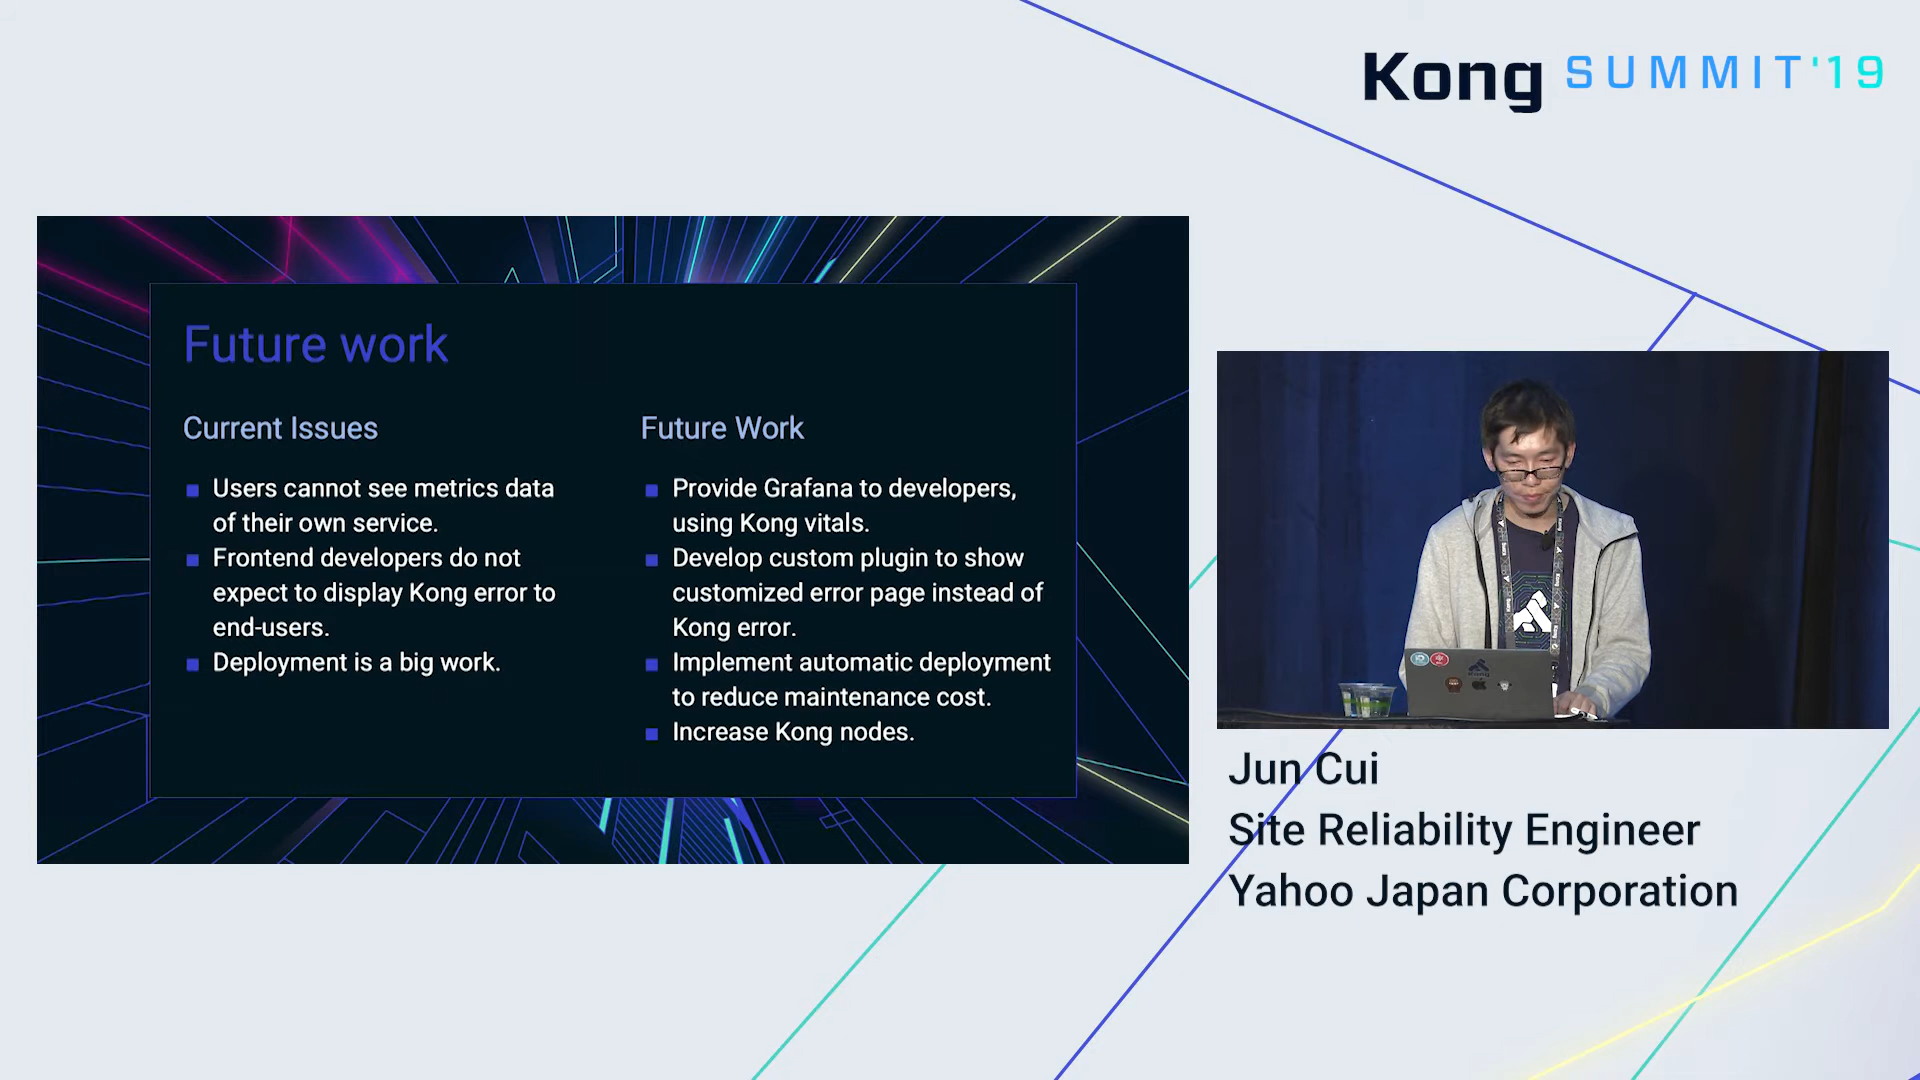 Kong SUMMIT'19
Future work
Current Issues
Users cannot see metrics data
of their own service.
Frontend developers do not
expect to display Kong error to
end-users.
Deployment is a big work.
Future Work
Provide Grafana to developers,
using Kong vitals.
Develop custom plugin to show
customized error page instead of
Kong error.
Implement automatic deployment
to reduce maintenance cost.
Increase Kong nodes.
Jun Cui
Site Reliability Engineer
Yahoo Japan Corporation